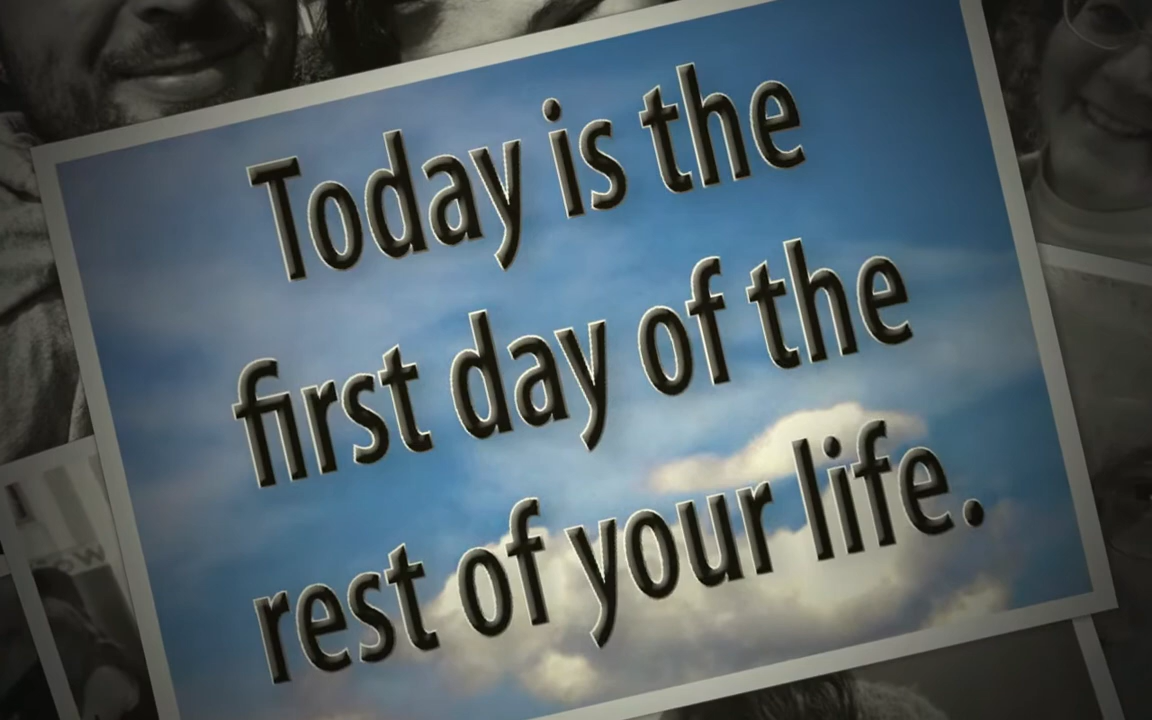 Today is the
first day of the
rest of your life.